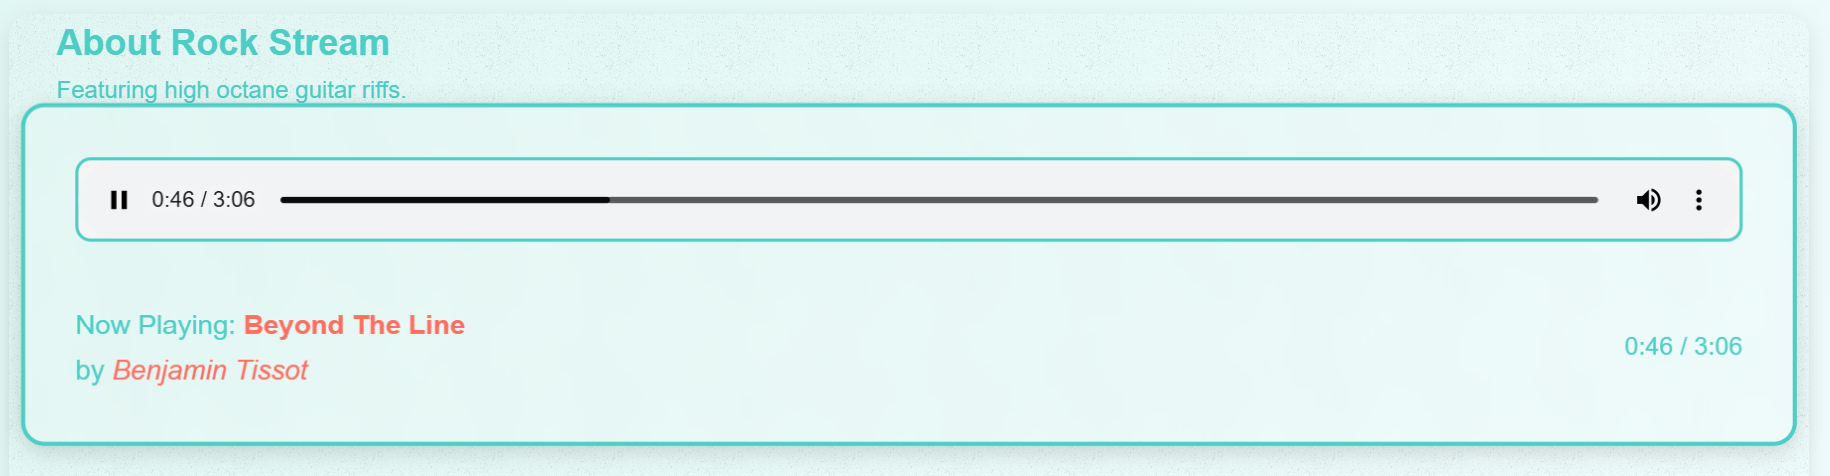 About Rock Stream
Featuring high octane guitar riffs.
0:46 / 3:06
Now Playing: Beyond The Line
by Benjamin Tissot
0:46 / 3:06